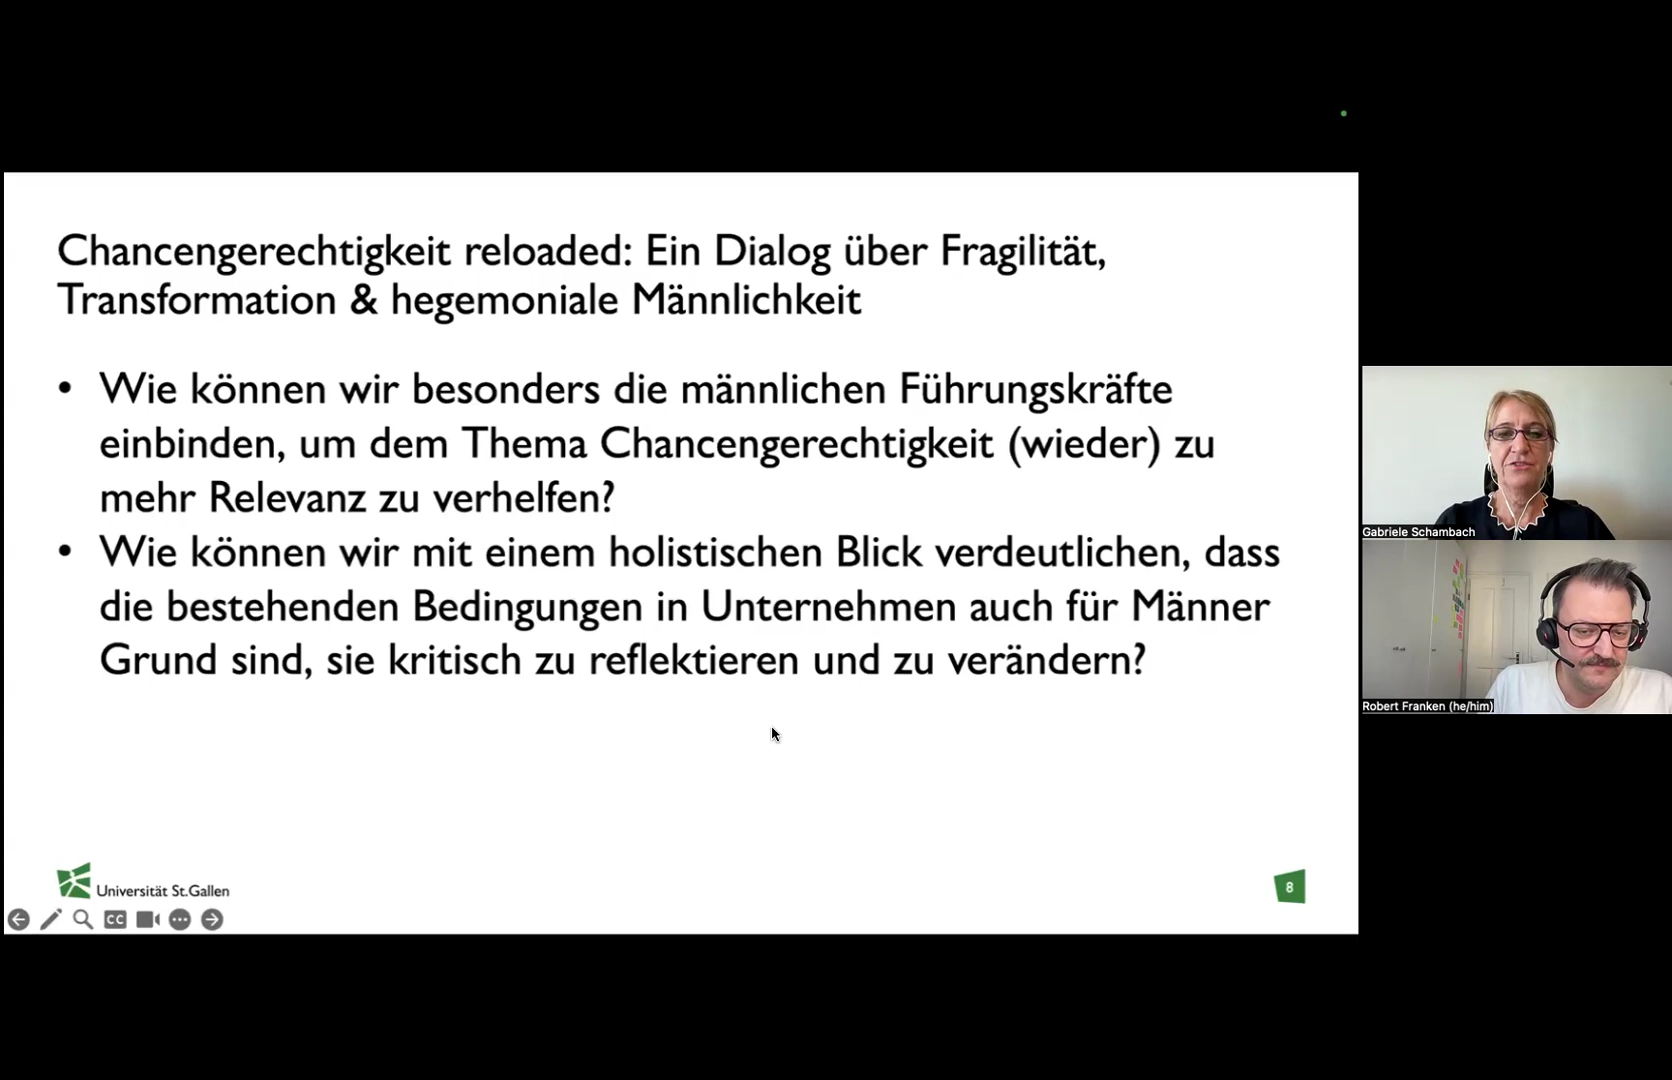 Chancengerechtigkeit reloaded: Ein Dialog über Fragilität,
Transformation & hegemoniale Männlichkeit
• Wie können wir besonders die männlichen Führungskräfte
einbinden, um dem Thema Chancengerechtigkeit (wieder) zu
mehr Relevanz zu verhelfen?
• Wie können wir mit einem holistischen Blick verdeutlichen, dass
die bestehenden Bedingungen in Unternehmen auch für Männer
Grund sind, sie kritisch zu reflektieren und zu verändern?
Universität St.Gallen
8
CC
Gabriele Schambach
Robert Franken (he/him)